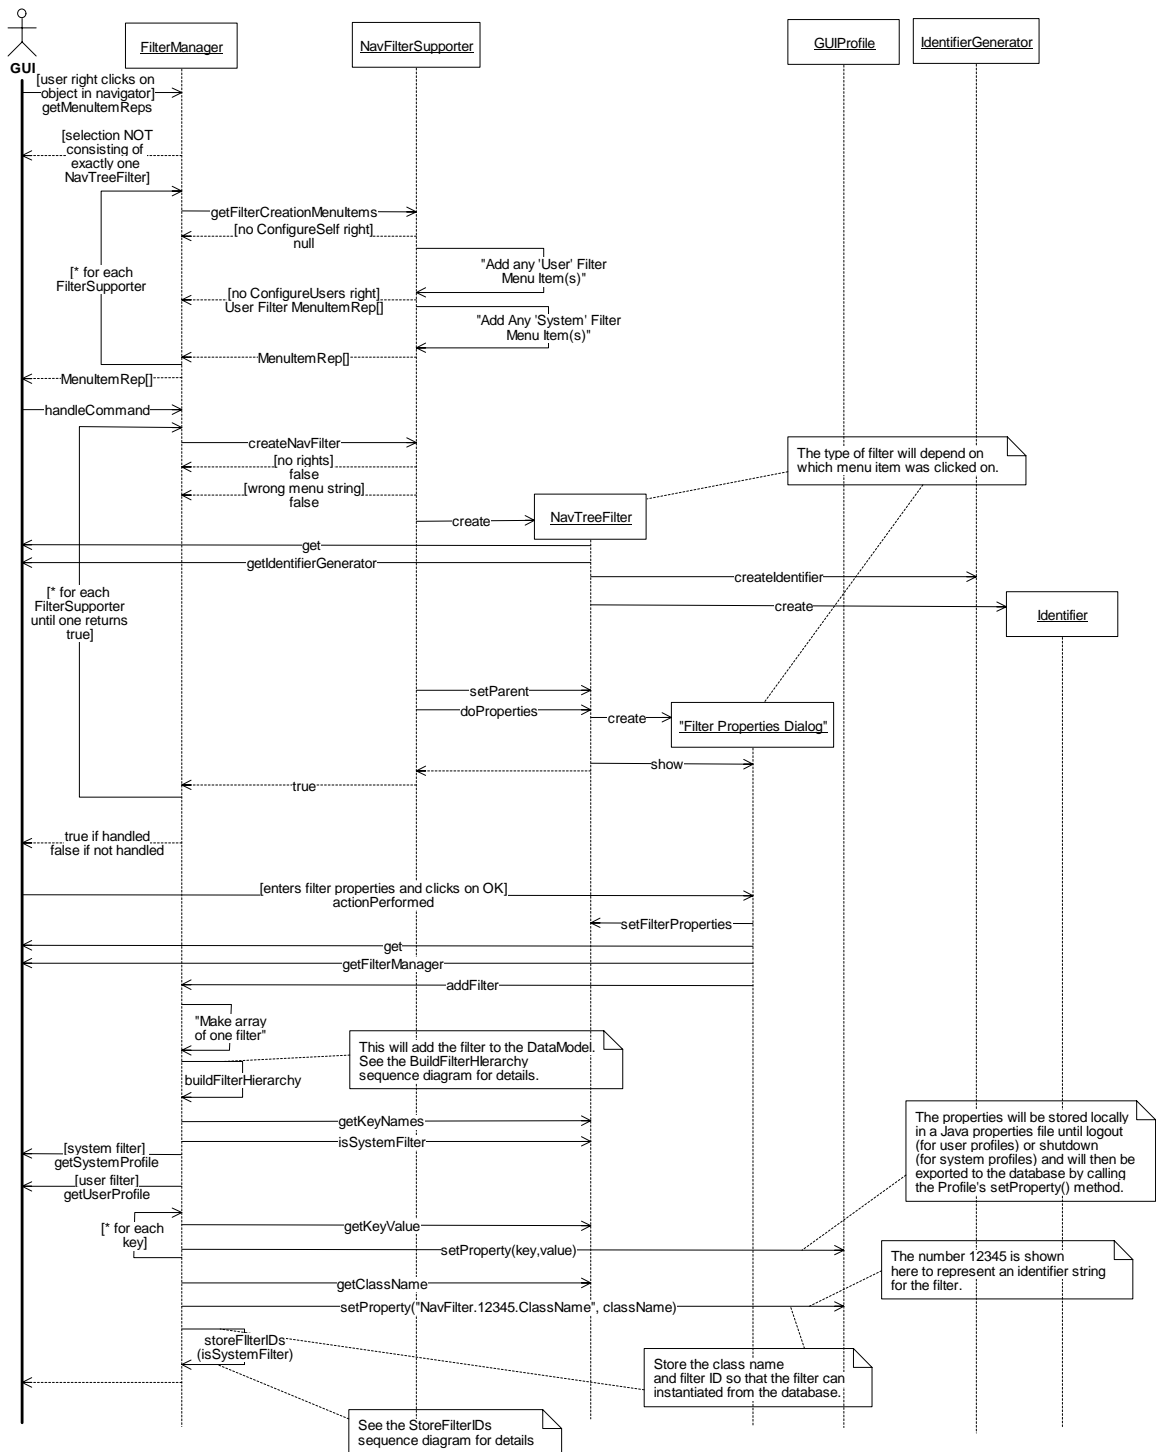 FilterManager
NavFilterSupporter
GUIProfile
IdentifierGenerator
GUI
[user right clicks on
object in navigator]
getMenuItemReps
[selection NOT
consisting of
exactly one
NavTreeFilter]
getFilterCreationMenuItems
[no ConfigureSelf right]
null
"Add any 'User' Filter
Menu Item(s)"
[* for each
FilterSupporter
[no ConfigureUsers right]
User Filter MenuItemRep[]
"Add Any 'System' Filter
Menu Item(s)"
MenuItemRep[]
MenuItemRep[]
handleCommand
createNavFilter
[no rights]
false
[wrong menu string]
false
The type of filter will depend on
which menu item was clicked on.
create
NavTreeFilter
get
getIdentifierGenerator
createIdentifier
[* for each
FilterSupporter
until one returns
true]
create
Identifier
setParent
doProperties
create
"Filter Properties Dialog"
show
true
true if handled
false if not handled
[enters filter properties and clicks on OK]
actionPerformed
setFilterProperties
get
getFilterManager
addFilter
"Make array
of one filter"
This will add the filter to the DataModel.
See the BuildFilterHIerarchy
sequence diagram for details.
buildFilterHierarchy
getKeyNames
isSystemFilter
[system filter]
getSystemProfile
[user filter]
getUserProfile
The properties will be stored locally
in a Java properties file until logout
(for user profiles) or shutdown
(for system profiles) and will then be
exported to the database by calling
the Profile's setProperty() method.
[* for each
key]
getKeyValue
setProperty(key,value)
The number 12345 is shown
here to represent an identifier string
for the filter.
getClassName
setProperty("NavFilter.12345.ClassName", className)
storeFIlterIDs
(isSystemFilter)
Store the class name
and filter ID so that the filter can
instantiated from the database.
See the StoreFilterIDs
sequence diagram for details